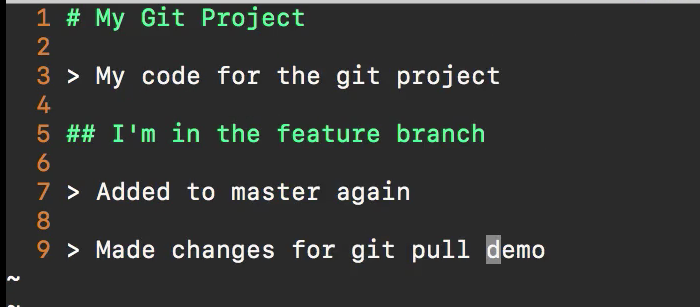 1 # My Git Project
2
3 > My code for the git project
4
5 ## I'm in the feature branch
6
7 > Added to master again
8
9 > Made changes for git pull demo
~
~